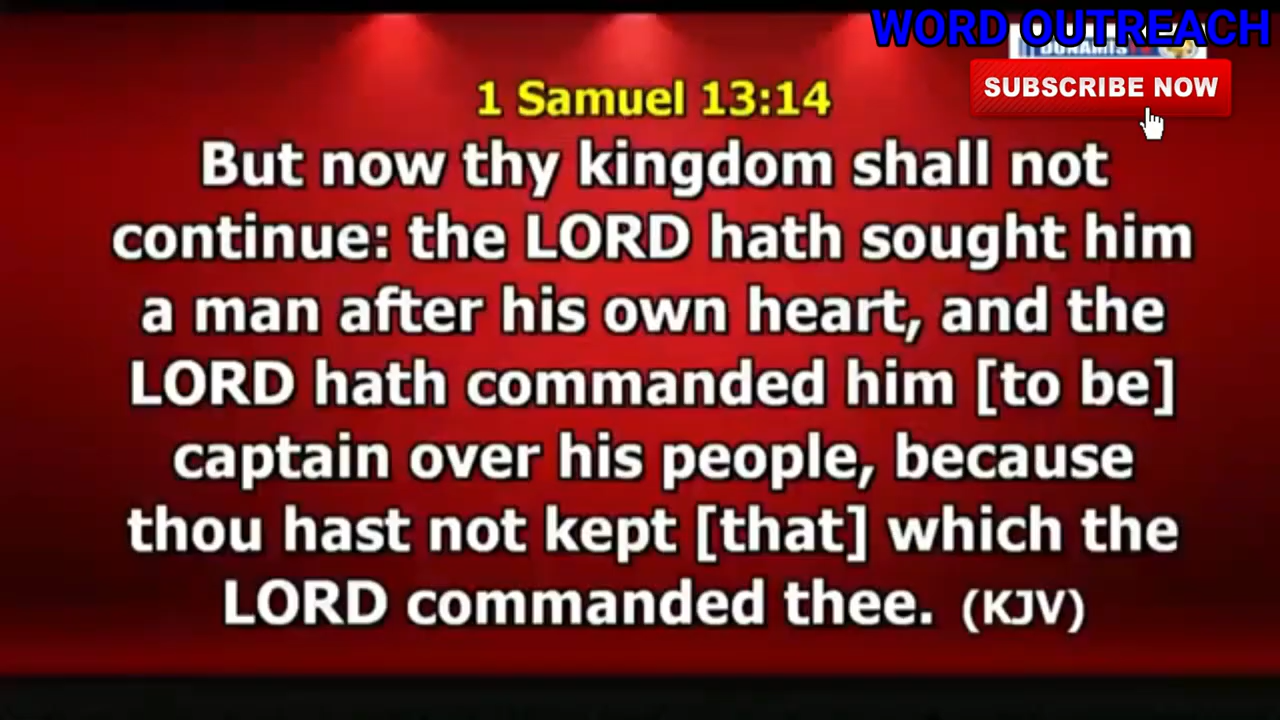 WORD OUTREACH
SUBSCRIBE NOW
1 Samuel 13:14
But now thy kingdom shall not
continue: the LORD hath sought him
a man after his own heart, and the
LORD hath commanded him [to be]
captain over his people, because
thou hast not kept [that] which the
LORD commanded thee. (KJV)